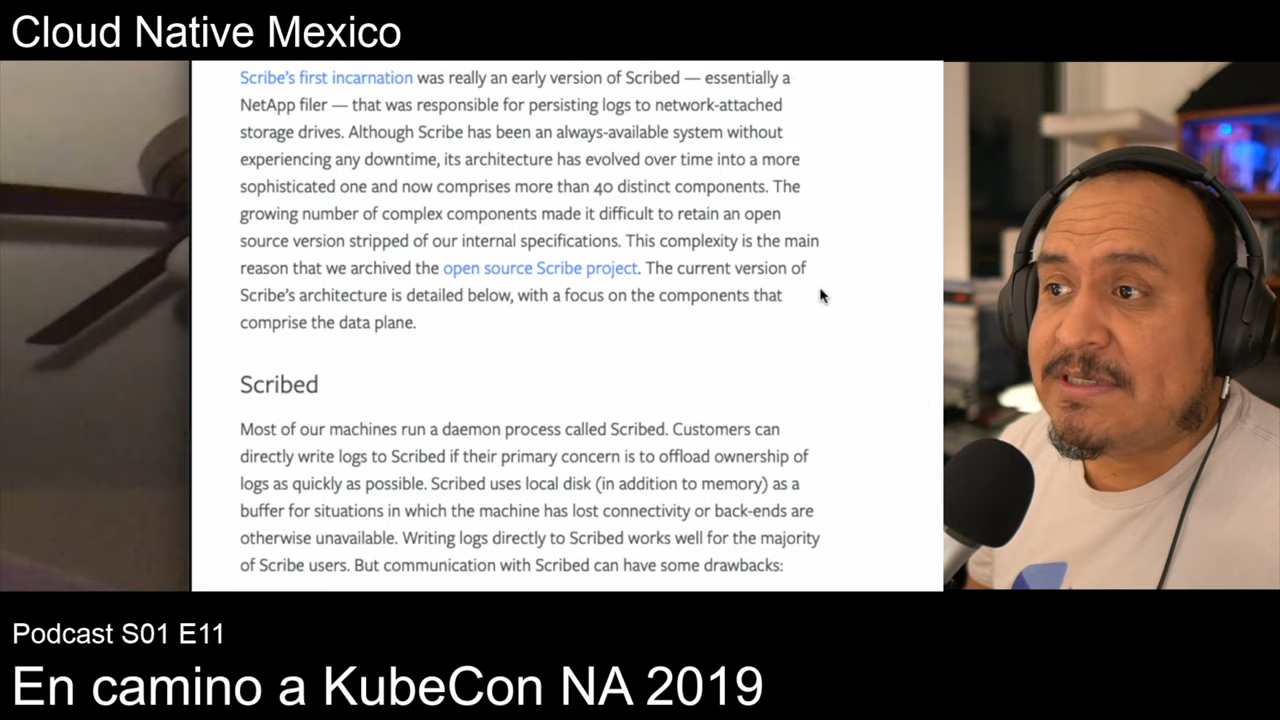 Cloud Native Mexico
Scribe’s first incarnation was really an early version of Scribed — essentially a
NetApp filer — that was responsible for persisting logs to network-attached
storage drives. Although Scribe has been an always-available system without
experiencing any downtime, its architecture has evolved over time into a more
sophisticated one and now comprises more than 40 distinct components. The
growing number of complex components made it difficult to retain an open
source version stripped of our internal specifications. This complexity is the main
reason that we archived the open source Scribe project. The current version of
Scribe’s architecture is detailed below, with a focus on the components that
comprise the data plane.
Scribed
Most of our machines run a daemon process called Scribed. Customers can
directly write logs to Scribed if their primary concern is to offload ownership of
logs as quickly as possible. Scribed uses local disk (in addition to memory) as a
buffer for situations in which the machine has lost connectivity or back-ends are
otherwise unavailable. Writing logs directly to Scribed works well for the majority
of Scribe users. But communication with Scribed can have some drawbacks:
Podcast S01 E11
En camino a KubeCon NA 2019